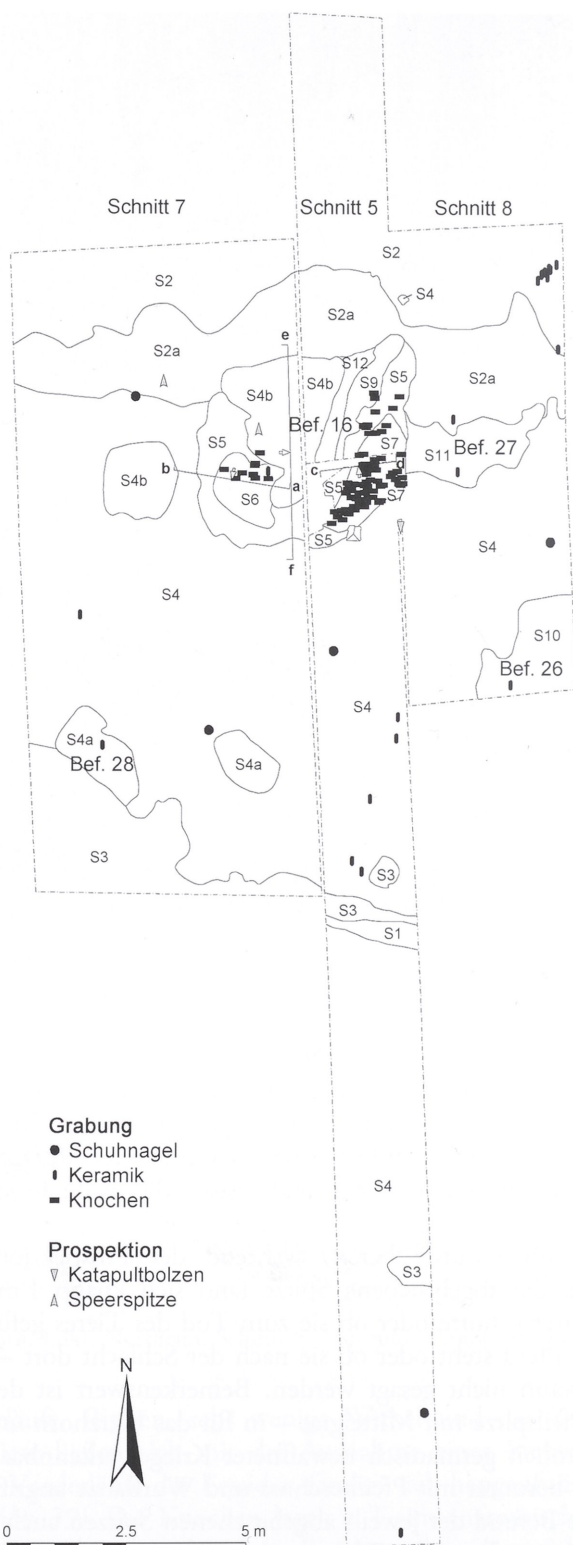 Schnitt 7 Schnitt 5 Schnitt 8
S2 S2
S4
S2a
e
S2a S12
S4b S4b S9 S5 S2a
Bef. 16
S5 S7 S11 Bef. 27
S4b b c d
S6 a S5 S7
S5
f S4
S4
S10
Bef. 26
S4
S4a
Bef. 28 S4a
S3 S3
S3
S1
Grabung
Schuhnagel
Keramik
Knochen
S4
Prospektion
Katapultbolzen
Speerspitze
S3
N
0 2.5 5 m